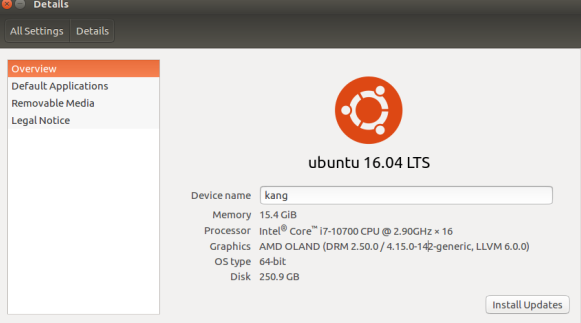 Details
All Settings Details
Overview
Default Applications
Removable Media
Legal Notice
ubuntu 16.04 LTS
Device name kang
Memory 15.4 GiB
Processor Intel® Core™ i7-10700 CPU @ 2.90GHz × 16
Graphics AMD OLAND (DRM 2.50.0 / 4.15.0-142-generic, LLVM 6.0.0)
OS type 64-bit
Disk 250.9 GB
Install Updates